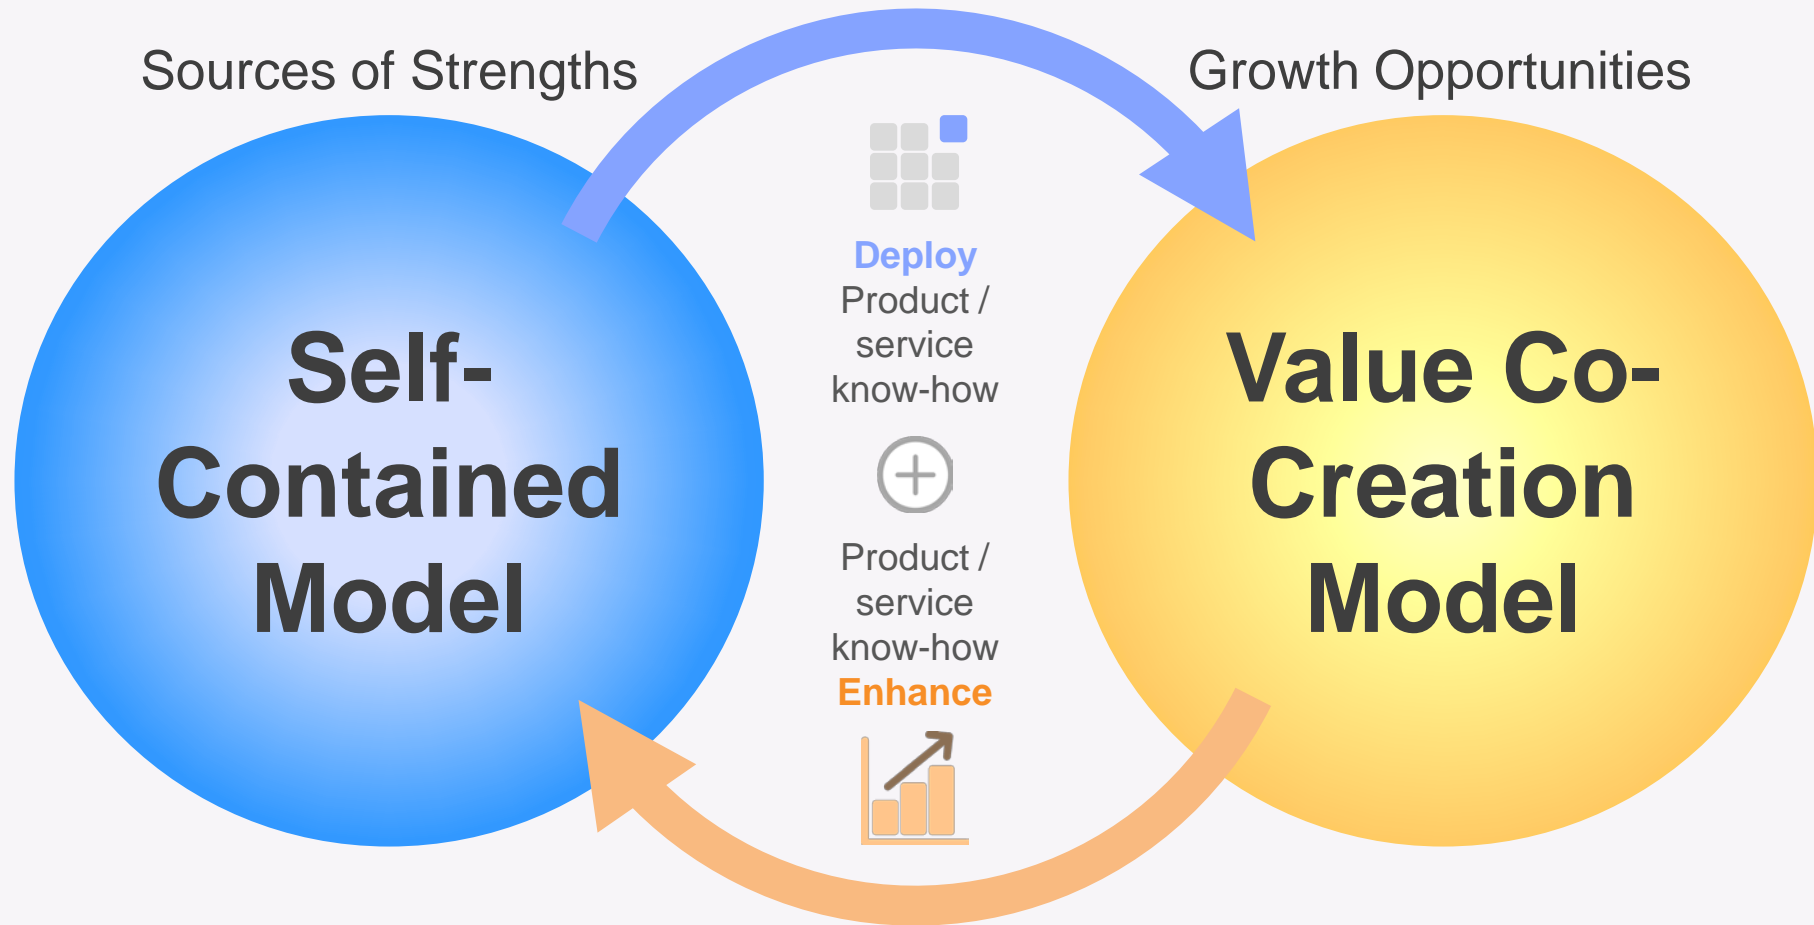 Sources of Strengths
Self-
Contained
Model
Deploy
Product /
service
know-how
Product /
service
know-how
Enhance
Growth Opportunities
Value Co-
Creation
Model